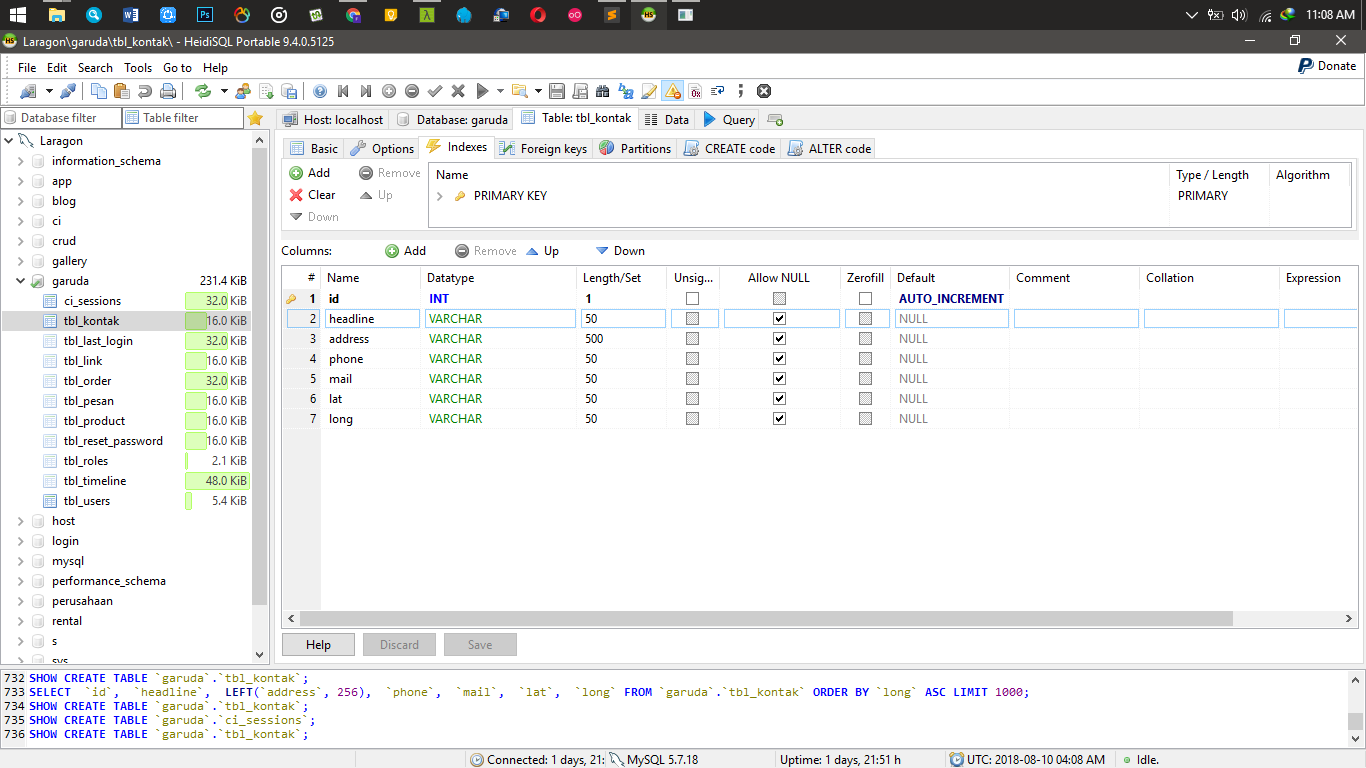 11:08 AM
Laragon\garuda\tbl_kontak\ - HeidiSQL Portable 9.4.0.5125
File Edit Search Tools Go to Help Donate
Database filter Table filter Host: localhost Database: garuda Table: tbl_kontak Data Query
Laragon
information_schema
app
blog
ci
crud
gallery
garuda 231.4 KiB
ci_sessions 32.0 KiB
tbl_kontak 16.0 KiB
tbl_last_login 32.0 KiB
tbl_link 16.0 KiB
tbl_order 32.0 KiB
tbl_pesan 16.0 KiB
tbl_product 16.0 KiB
tbl_reset_password 16.0 KiB
tbl_roles 2.1 KiB
tbl_timeline 48.0 KiB
tbl_users 5.4 KiB
host
login
mysql
performance_schema
perusahaan
rental
s
sys
Basic Options Indexes Foreign keys Partitions CREATE code ALTER code
Add Remove
Clear Up
Down
Name Type / Length Algorithm
PRIMARY KEY PRIMARY
Columns: Add Remove Up Down
# Name Datatype Length/Set Unsig... Allow NULL Zerofill Default Comment Collation Expression
1 id INT 1 AUTO_INCREMENT
2 headline VARCHAR 50 NULL
3 address VARCHAR 500 NULL
4 phone VARCHAR 50 NULL
5 mail VARCHAR 50 NULL
6 lat VARCHAR 50 NULL
7 long VARCHAR 50 NULL
Help Discard Save
732 SHOW CREATE TABLE `garuda`.`tbl_kontak`;
733 SELECT `id`, `headline`, LEFT(`address`, 256), `phone`, `mail`, `lat`, `long` FROM `garuda`.`tbl_kontak` ORDER BY `long` ASC LIMIT 1000;
734 SHOW CREATE TABLE `garuda`.`tbl_kontak`;
735 SHOW CREATE TABLE `garuda`.`ci_sessions`;
736 SHOW CREATE TABLE `garuda`.`tbl_kontak`;
Connected: 1 days, 21: MySQL 5.7.18 Uptime: 1 days, 21:51 h UTC: 2018-08-10 04:08 AM Idle.